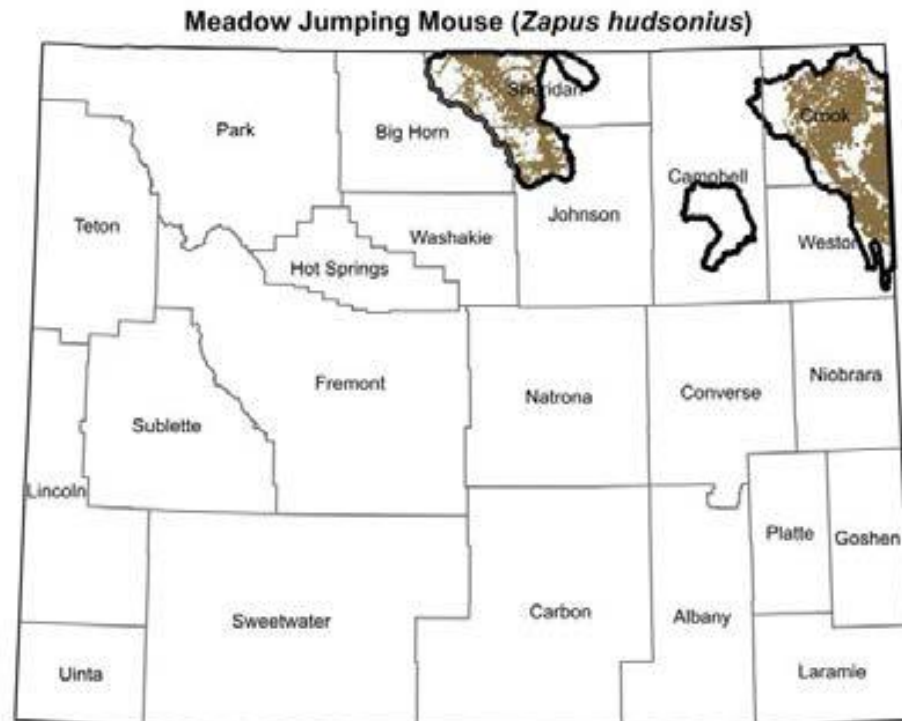 Meadow Jumping Mouse (Zapus hudsonius)
Sheridan
Crook
Park
Big Horn
Campbell
Teton
Johnson
Washakie
Weston
Hot Springs
Fremont
Natrona
Converse
Niobrara
Sublette
Lincoln
Platte
Goshen
Sweetwater
Carbon
Albany
Uinta
Laramie